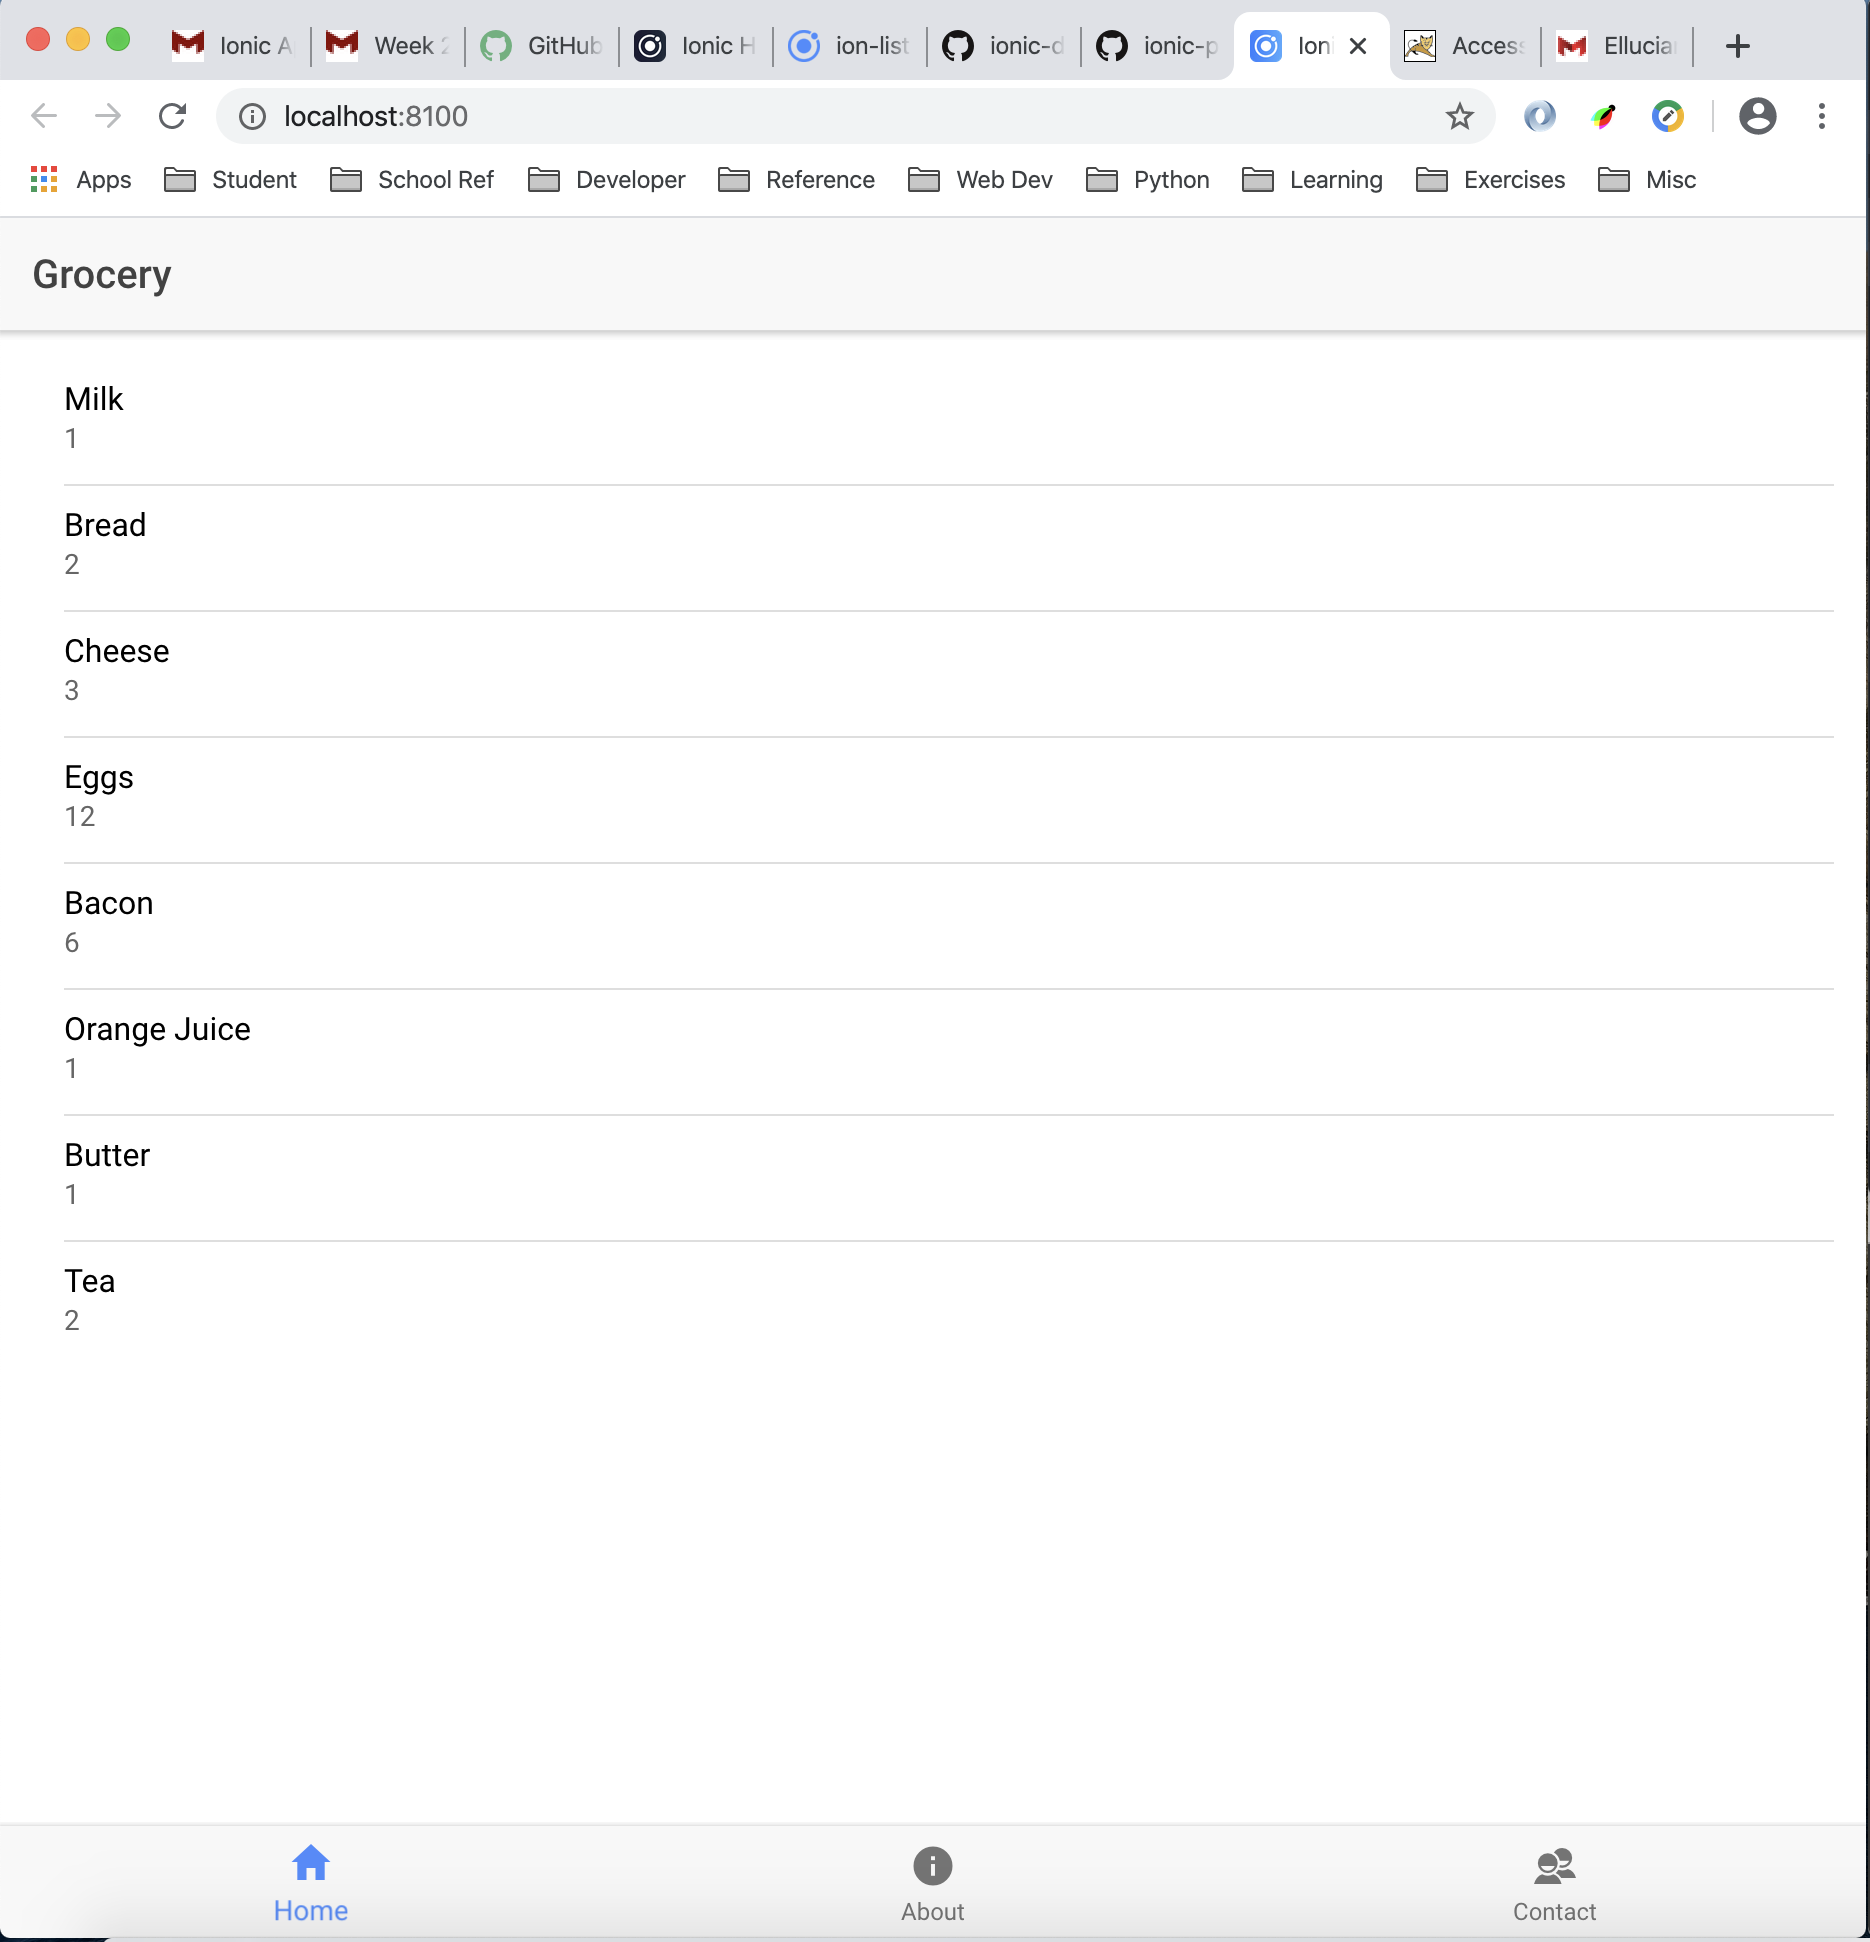 Ionic A Week 2 GitHub Ionic H ion-list ionic-d ionic-p Ioni Access Ellucia
localhost:8100
Apps Student School Ref Developer Reference Web Dev Python Learning Exercises Misc
Grocery
Milk
1
Bread
2
Cheese
3
Eggs
12
Bacon
6
Orange Juice
1
Butter
1
Tea
2
Home About Contact